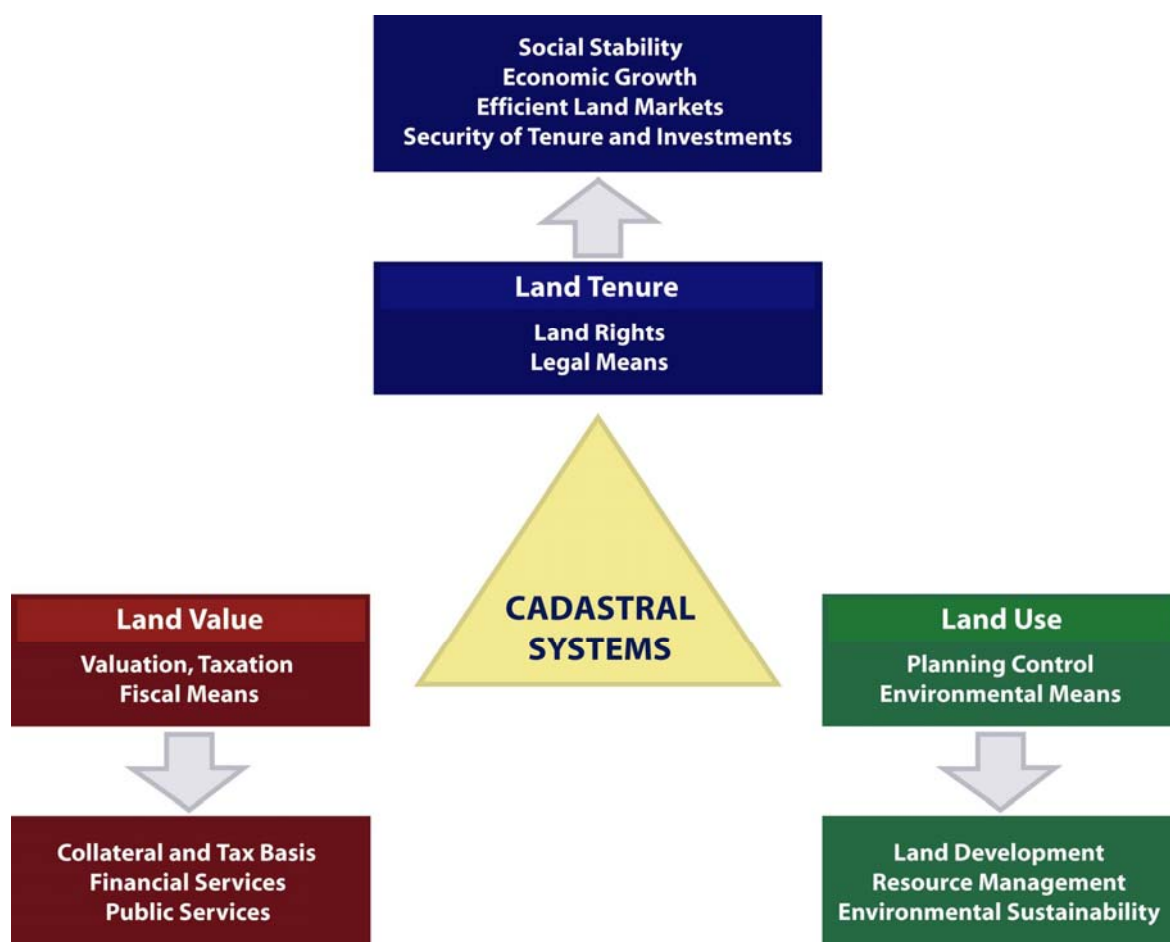 Social Stability
Economic Growth
Efficient Land Markets
Security of Tenure and Investments
Land Tenure
Land Rights
Legal Means
CADASTRAL
SYSTEMS
Land Value
Valuation, Taxation
Fiscal Means
Collateral and Tax Basis
Financial Services
Public Services
Land Use
Planning Control
Environmental Means
Land Development
Resource Management
Environmental Sustainability